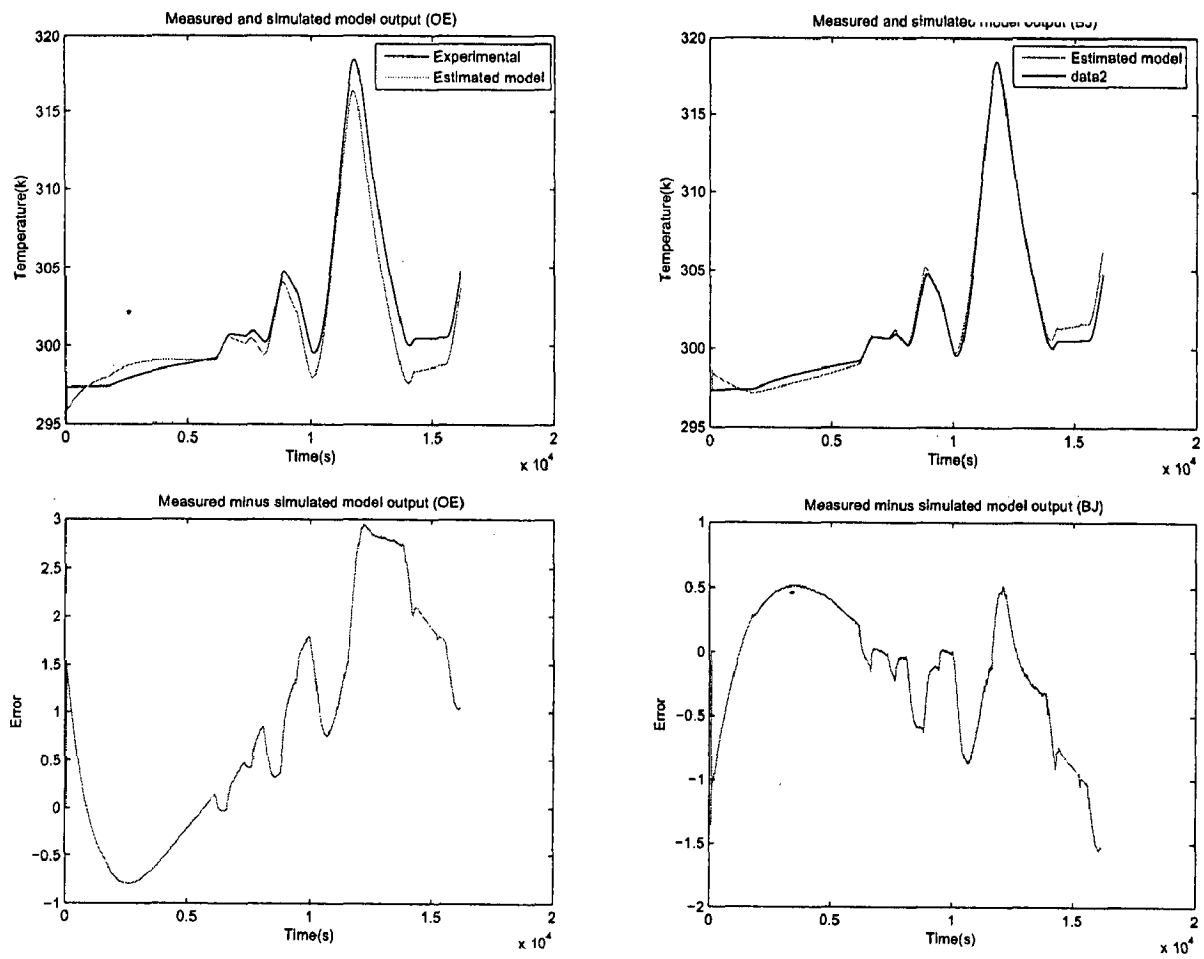 Measured and simulated model output (OE)
320
315
310
305
300
295
Temperature(k)
Experimental
Estimated model
0
0.5
1
1.5
2
Time(s)
x 10^4
Measured and simulated model output (BJ)
320
315
310
305
300
295
Temperature(k)
Estimated model
data2
0
0.5
1
1.5
2
Time(s)
x 10^4
Measured minus simulated model output (OE)
3
2.5
2
1.5
1
0.5
0
−0.5
−1
Error
0
0.5
1
1.5
2
Time(s)
x 10^4
Measured minus simulated model output (BJ)
1
0.5
0
−0.5
−1
−1.5
−2
Error
0
0.5
1
1.5
2
Time(s)
x 10^4